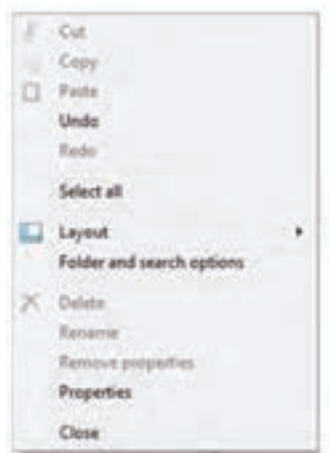 Cut
Copy
Paste
Undo
Redo
Select all
Layout
Folder and search options
Delete
Rename
Remove properties
Properties
Close